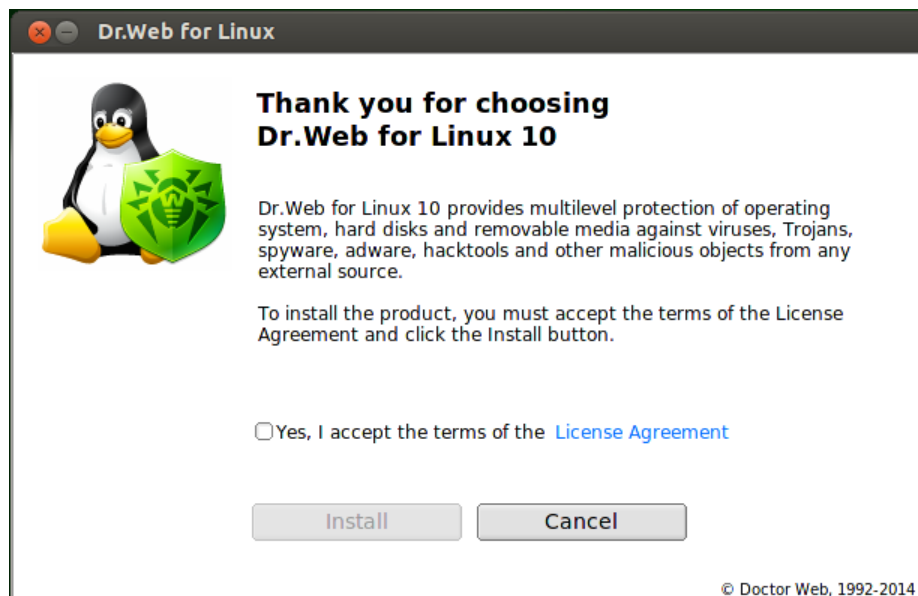 Dr.Web for Linux
Thank you for choosing
Dr.Web for Linux 10
Dr.Web for Linux 10 provides multilevel protection of operating
system, hard disks and removable media against viruses, Trojans,
spyware, adware, hacktools and other malicious objects from any
external source.
To install the product, you must accept the terms of the License
Agreement and click the Install button.
Yes, I accept the terms of the License Agreement
Install Cancel
© Doctor Web, 1992-2014